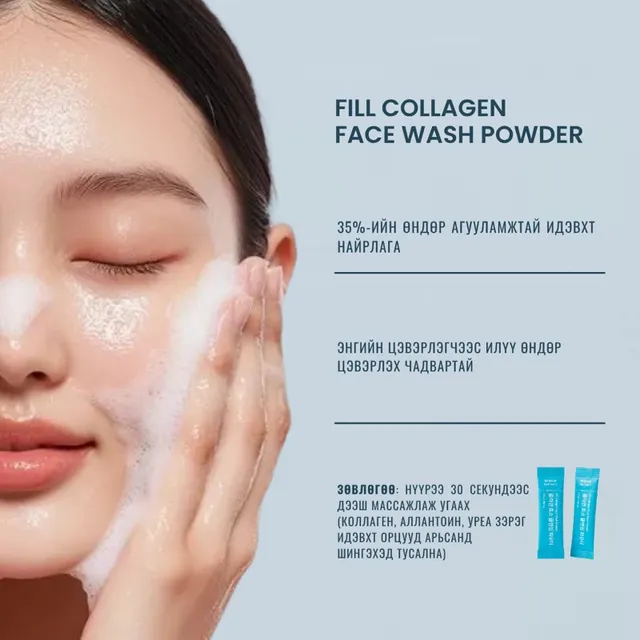 FILL COLLAGEN
FACE WASH POWDER
35%-ИЙН ӨНДӨР АГУУЛАМЖТАЙ ИДЭВХТ
НАЙРЛАГА
ЭНГИЙН ЦЭВЭРЛЭГЧЭЭС ИЛҮҮ ӨНДӨР
ЦЭВЭРЛЭХ ЧАДВАРТАЙ
ЗӨВЛӨГӨӨ: НҮҮРЭЭ 30 СЕКУНДЭЭС
ДЭЭШ МАССАЖЛАЖ УГААХ
(КОЛЛАГЕН, АЛЛАНТОИН, УРЕА ЗЭРЭГ
ИДЭВХТ ОРЦУУД АРЬСАНД
ШИНГЭХЭД ТУСАЛНА)